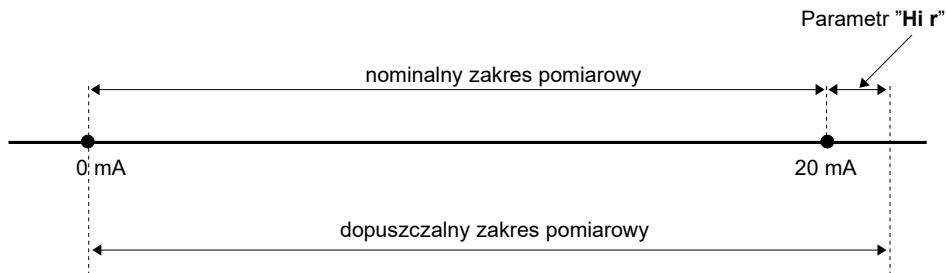 Parametr ”Hi r”
nominalny zakres pomiarowy
0 mA
20 mA
dopuszczalny zakres pomiarowy